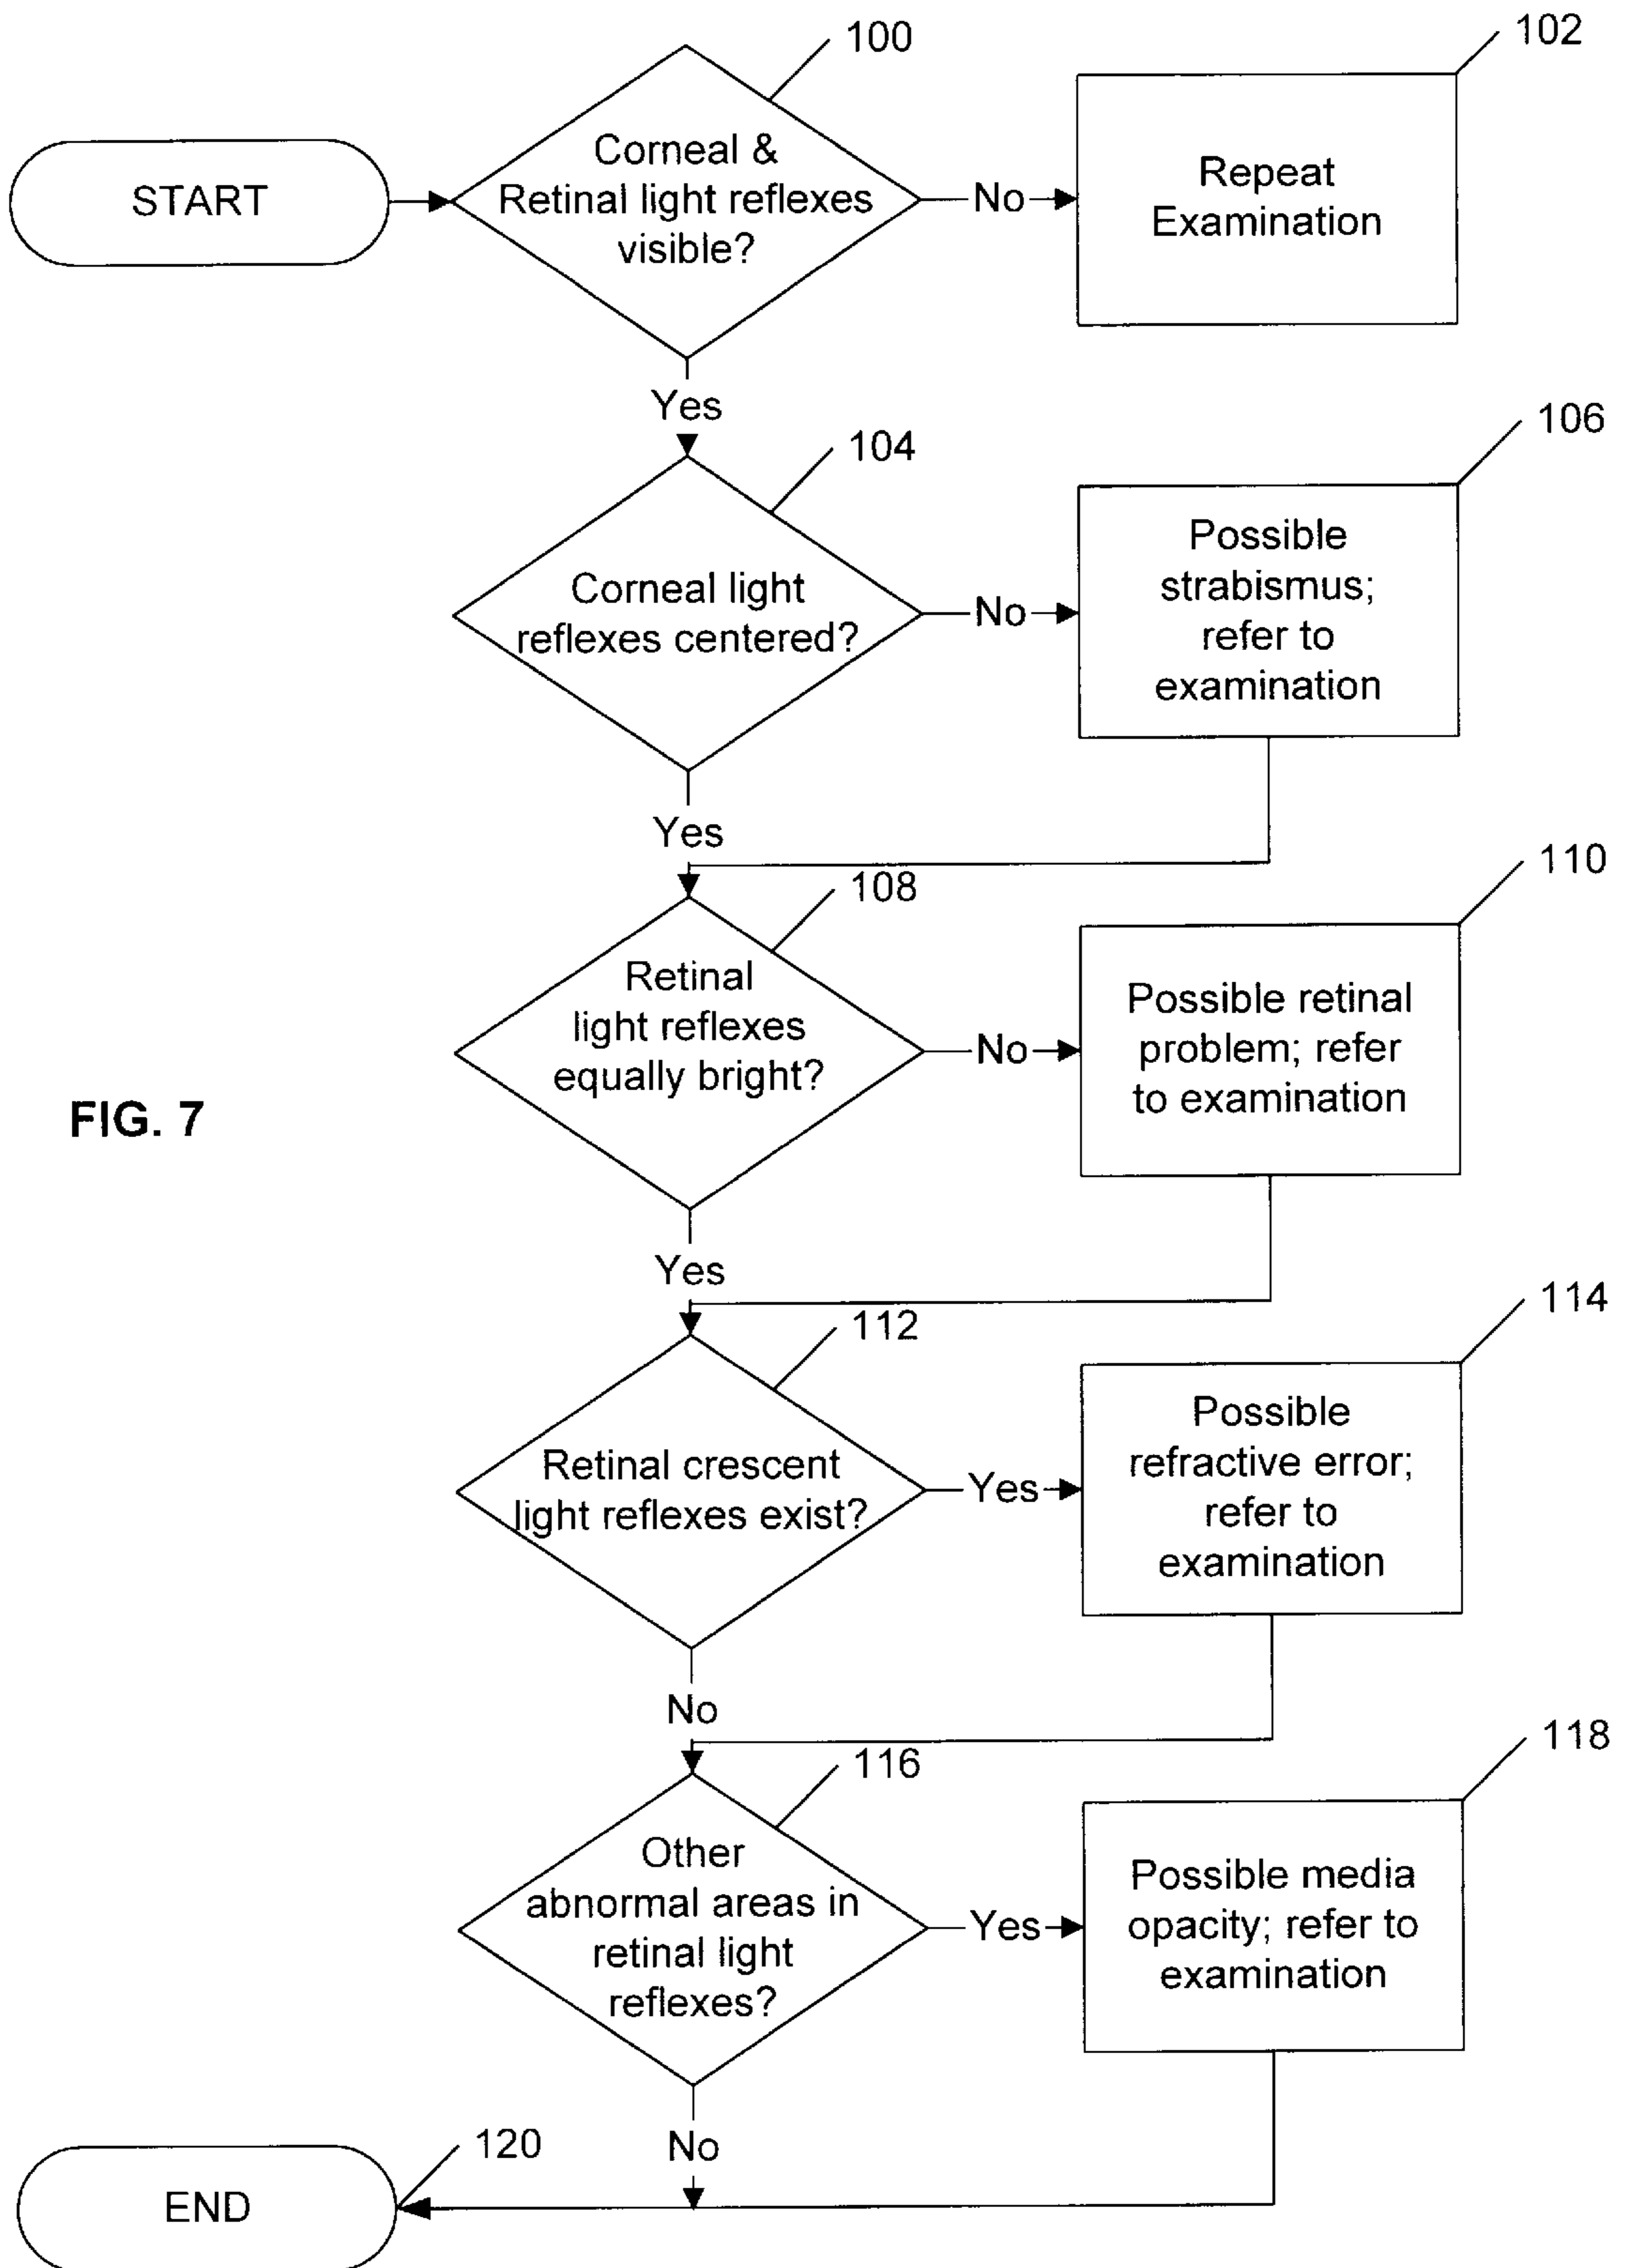 100
102
START
Corneal &
Retinal light reflexes
visible?
No
Repeat
Examination
Yes
104
106
Corneal light
reflexes centered?
No
Possible
strabismus;
refer to
examination
Yes
108
110
Retinal
light reflexes
equally bright?
No
Possible retinal
problem; refer
to examination
FIG. 7
Yes
112
114
Retinal crescent
light reflexes exist?
Yes
Possible
refractive error;
refer to
examination
No
116
118
Other
abnormal areas in
retinal light
reflexes?
Yes
Possible media
opacity; refer to
examination
No
120
END